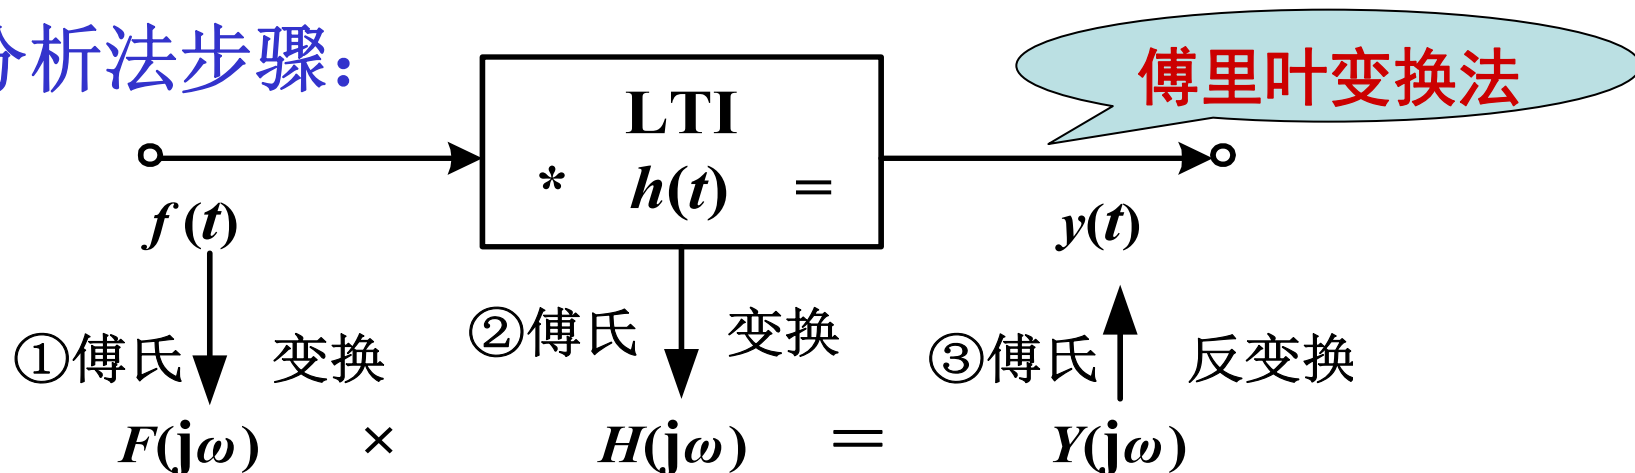 析法步骤:
傅里叶变换法
LTI
* h(t) =
f(t)
y(t)
①傅氏 变换
②傅氏 变换
③傅氏 反变换
F(jω) × H(jω) = Y(jω)